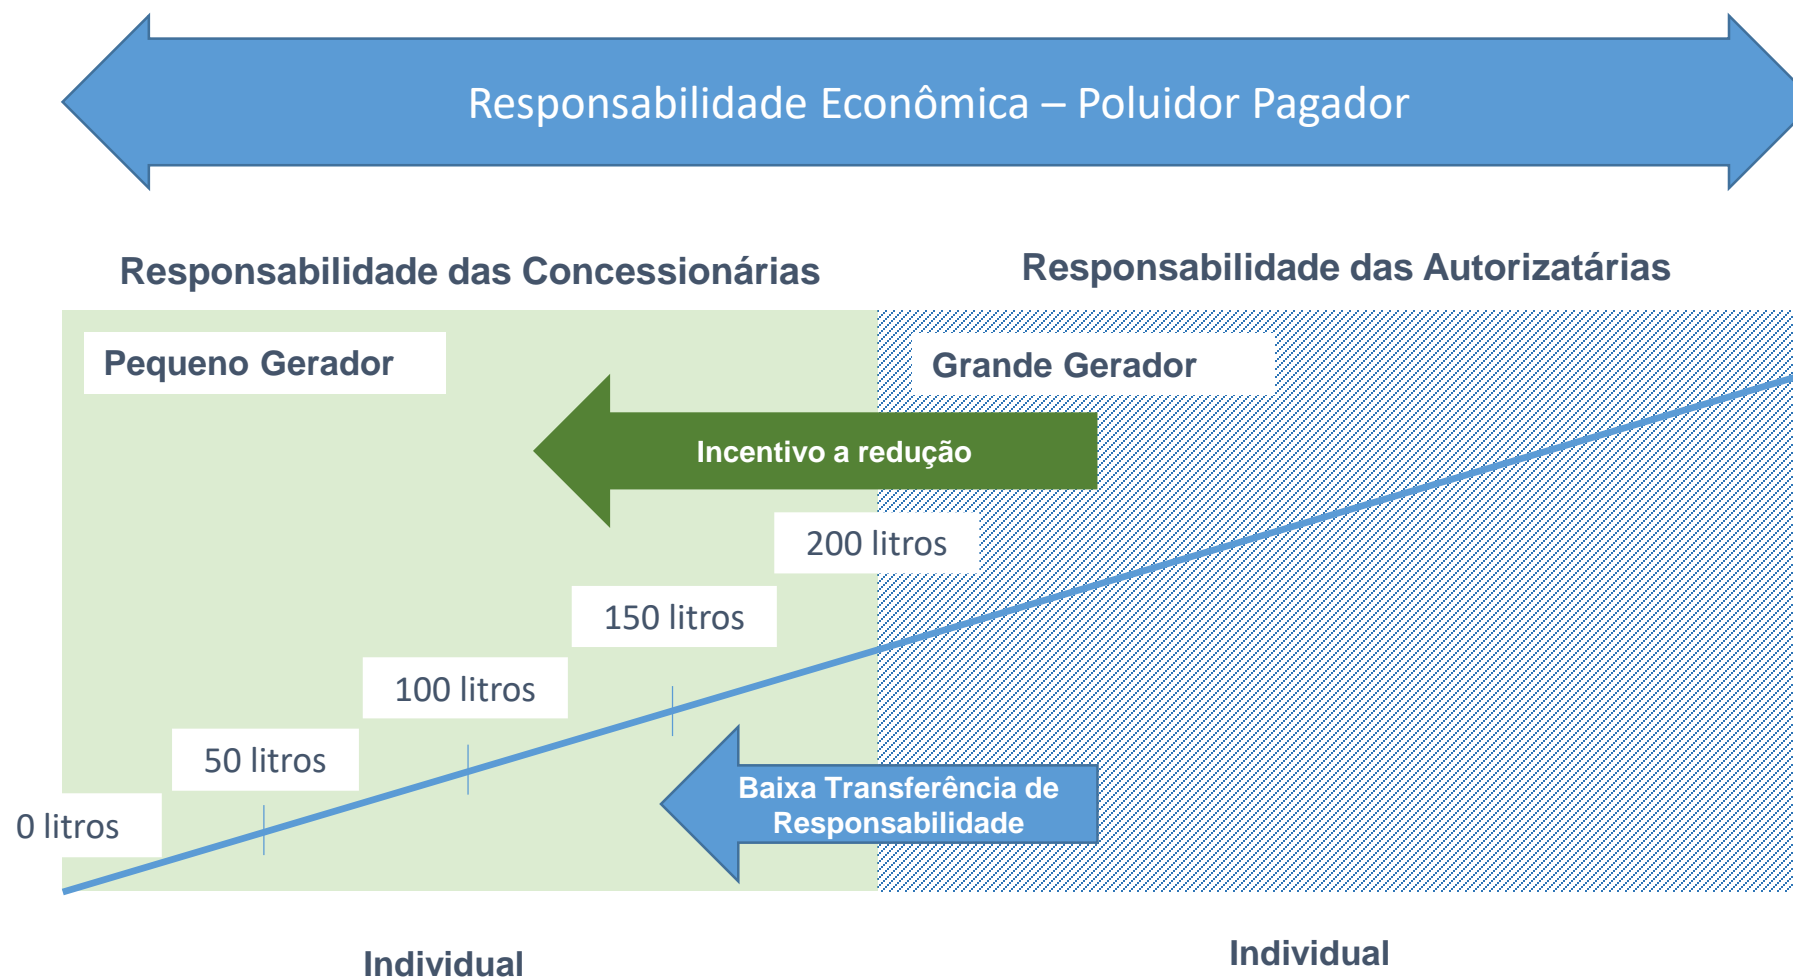 Responsabilidade Econômica – Poluidor Pagador
Responsabilidade das Concessionárias
Responsabilidade das Autorizatárias
Pequeno Gerador
Grande Gerador
Incentivo a redução
200 litros
150 litros
100 litros
50 litros
0 litros
Baixa Transferência de
Responsabilidade
Individual
Individual